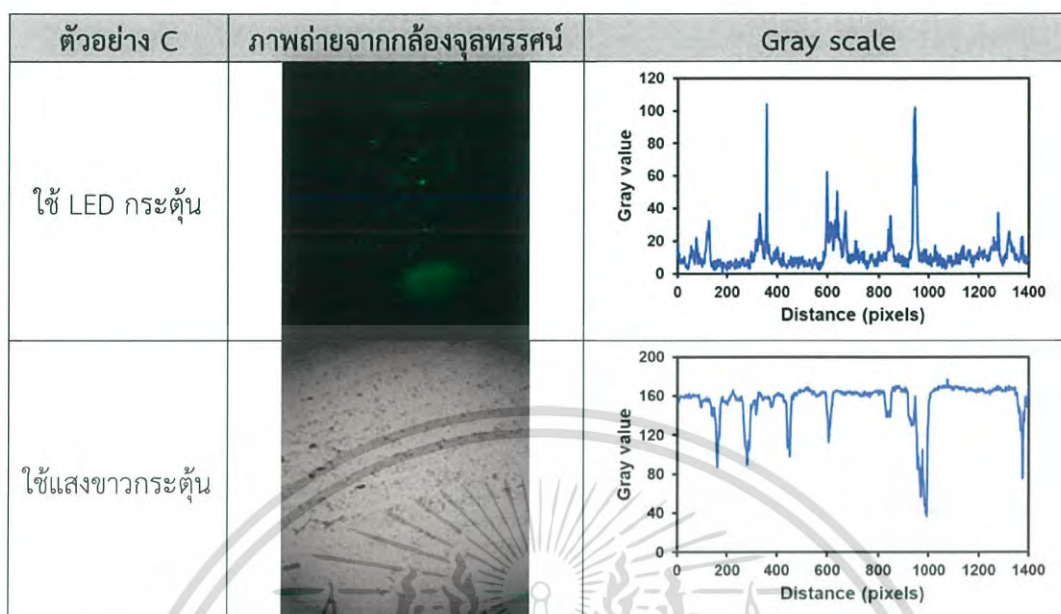 ตัวอย่าง C ภาพถ่ายจากกล้องจุลทรรศน์ Gray scale
ใช้ LED กระตุ้น
120
100
80
60
40
20
0
Gray value
0 200 400 600 800 1000 1200 1400
Distance (pixels)
ใช้แสงขาวกระตุ้น
200
160
120
80
40
0
Gray value
0 200 400 600 800 1000 1200 1400
Distance (pixels)